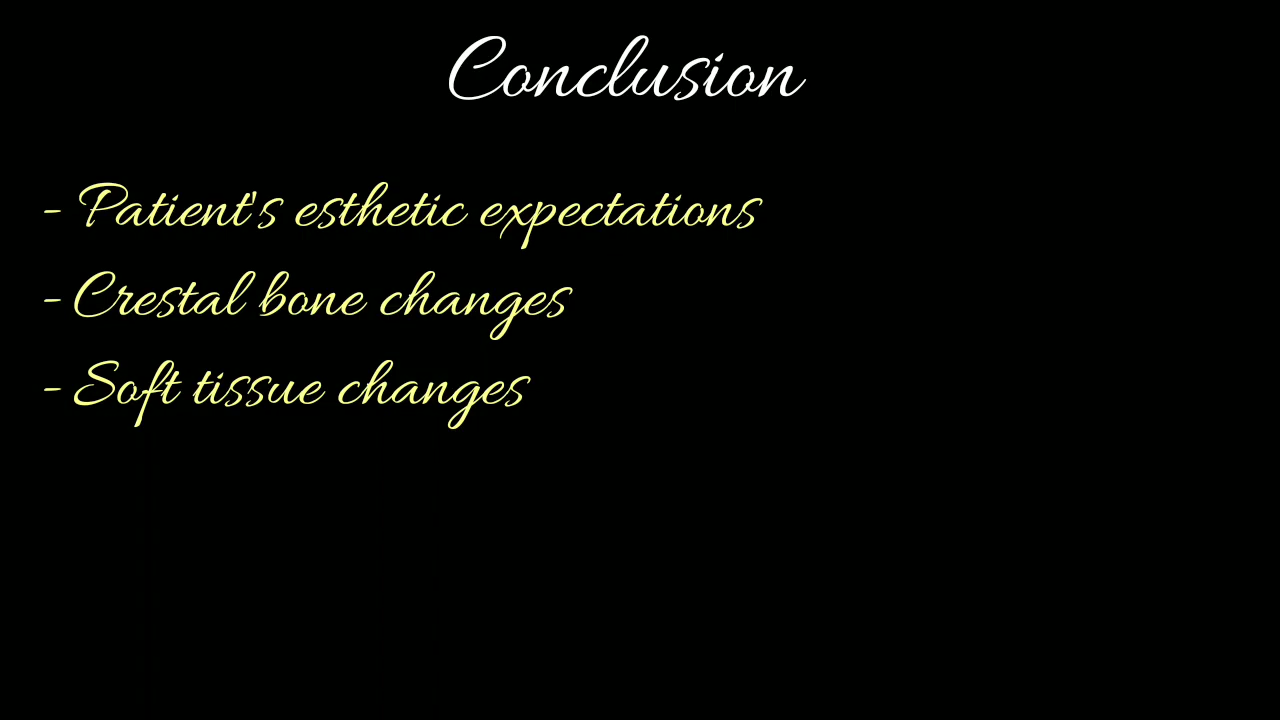 Conclusion
- Patient's esthetic expectations
- Crestal bone changes
- Soft tissue changes